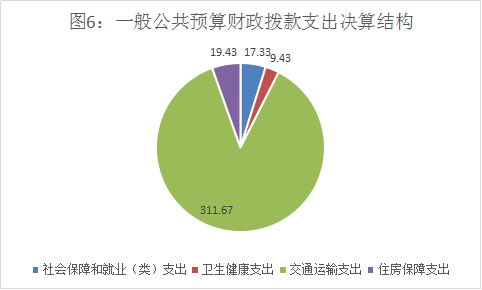 图6：一般公共预算财政拨款支出决算结构
19.43
17.33
9.43
311.67
社会保障和就业（类）支出 卫生健康支出 交通运输支出 住房保障支出